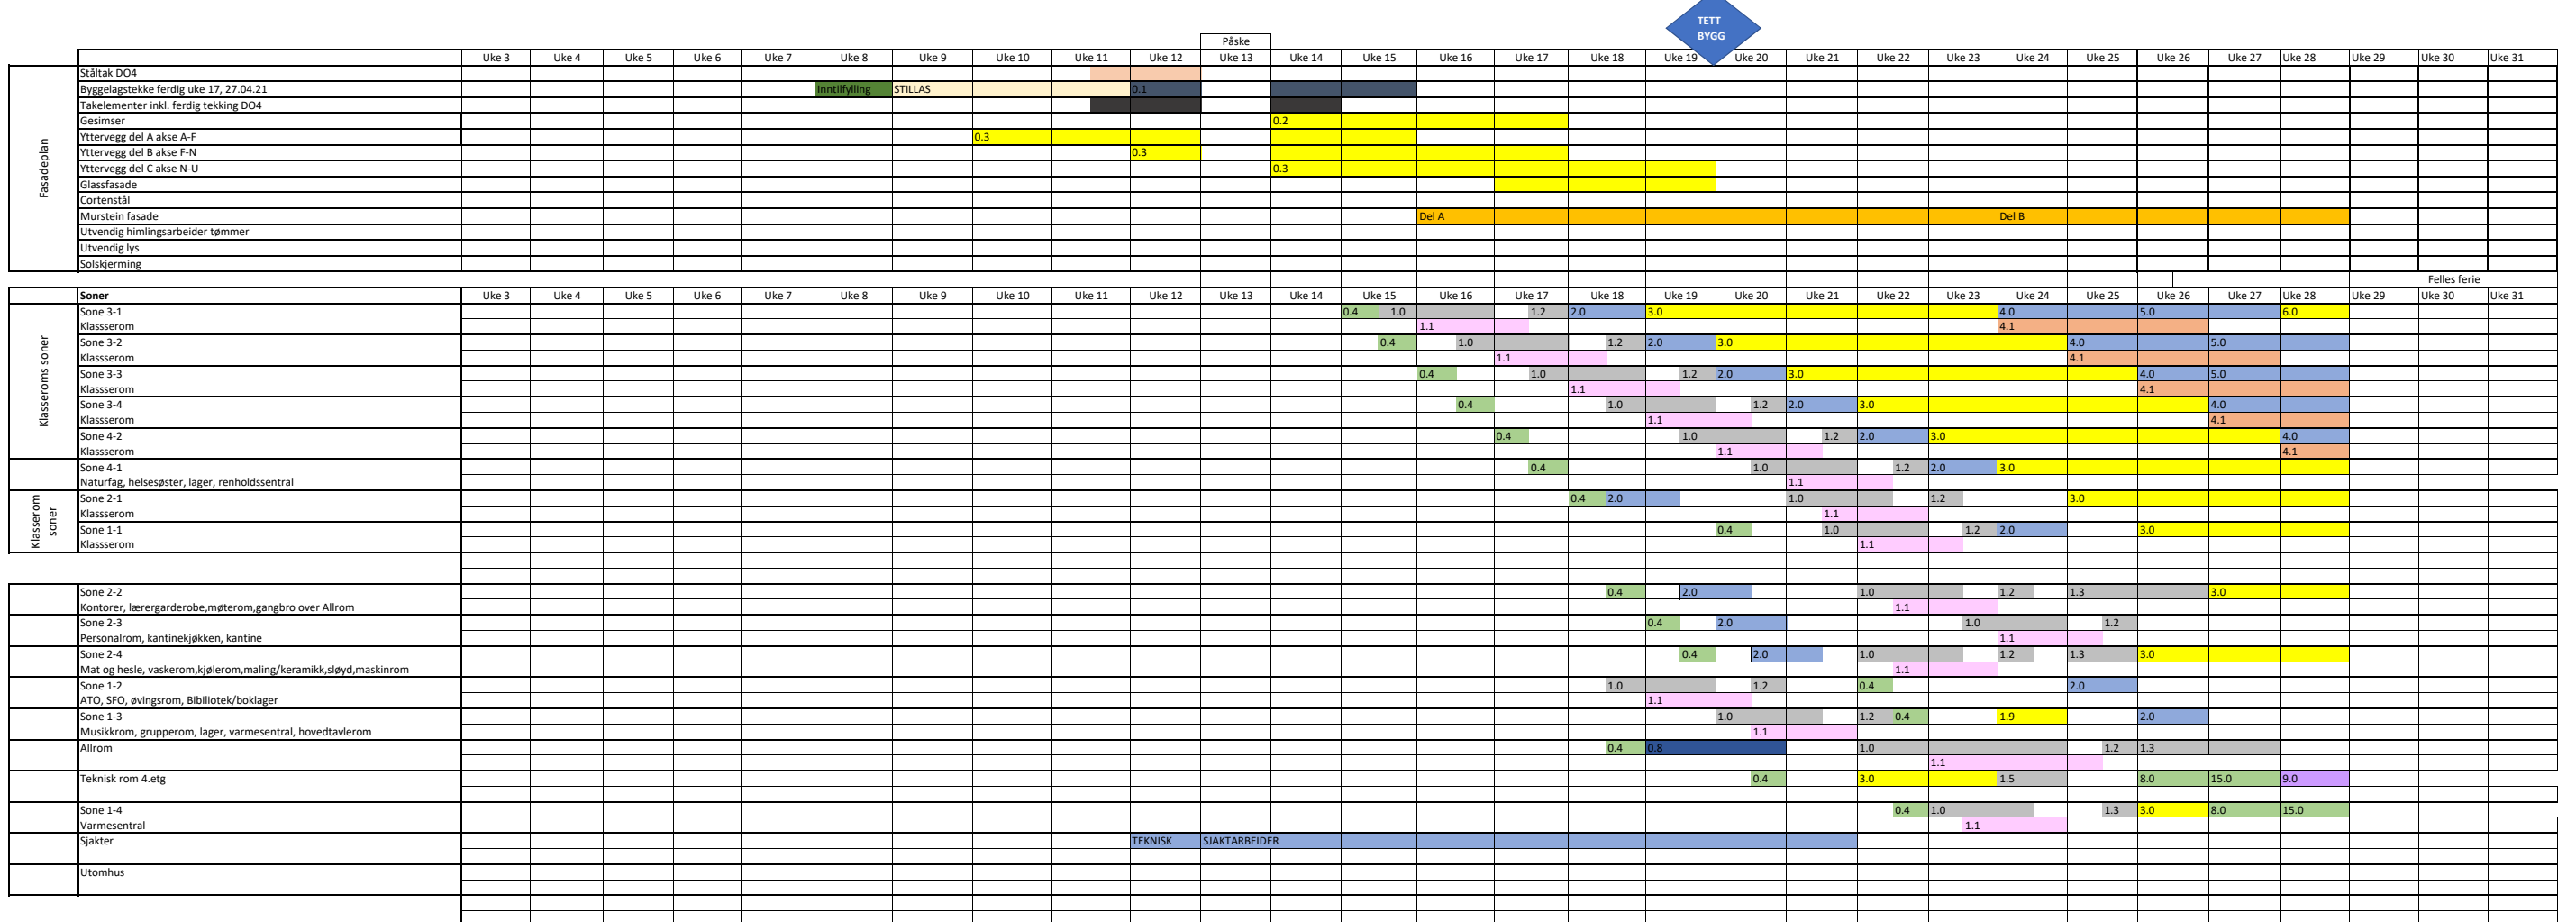 TETT
BYGG
Påske
Uke 3 Uke 4 Uke 5 Uke 6 Uke 7 Uke 8 Uke 9 Uke 10 Uke 11 Uke 12 Uke 13 Uke 14 Uke 15 Uke 16 Uke 17 Uke 18 Uke 19 Uke 20 Uke 21 Uke 22 Uke 23 Uke 24 Uke 25 Uke 26 Uke 27 Uke 28 Uke 29 Uke 30 Uke 31
Fasadeplan
Ståltak DO4
Byggelagstekke ferdig uke 17, 27.04.21 Inntilfylling STILLAS 0.1
Takelementer inkl. ferdig tekking DO4
Gesimser 0.2
Yttervegg del A akse A-F 0.3
Yttervegg del B akse F-N 0.3
Yttervegg del C akse N-U 0.3
Glassfasade
Cortenstål
Murstein fasade Del A Del B
Utvendig himlingsarbeider tømmer
Utvendig lys
Solskjerming
Felles ferie
Soner Uke 3 Uke 4 Uke 5 Uke 6 Uke 7 Uke 8 Uke 9 Uke 10 Uke 11 Uke 12 Uke 13 Uke 14 Uke 15 Uke 16 Uke 17 Uke 18 Uke 19 Uke 20 Uke 21 Uke 22 Uke 23 Uke 24 Uke 25 Uke 26 Uke 27 Uke 28 Uke 29 Uke 30 Uke 31
Klasseroms soner
Sone 3-1 0.4 1.0 1.2 2.0 3.0 4.0 5.0 6.0
Klassserom 1.1 4.1
Sone 3-2 0.4 1.0 1.2 2.0 3.0 4.0 5.0
Klassserom 1.1 4.1
Sone 3-3 0.4 1.0 1.2 2.0 3.0 4.0 5.0
Klassserom 1.1 4.1
Sone 3-4 0.4 1.0 1.2 2.0 3.0 4.0
Klassserom 1.1 4.1
Sone 4-2 0.4 1.0 1.2 2.0 3.0 4.0
Klassserom 1.1 4.1
Sone 4-1 0.4 1.0 1.2 2.0 3.0
Naturfag, helsesøster, lager, renholdssentral 1.1
Klasserom
soner
Sone 2-1 0.4 2.0 1.0 1.2 3.0
Klassserom 1.1
Sone 1-1 0.4 1.0 1.2 2.0 3.0
Klassserom 1.1
Sone 2-2 0.4 2.0 1.0 1.2 1.3 3.0
Kontorer, lærergarderobe,møterom,gangbro over Allrom 1.1
Sone 2-3 0.4 2.0 1.0 1.2
Personalrom, kantinekjøkken, kantine 1.1
Sone 2-4 0.4 2.0 1.0 1.2 1.3 3.0
Mat og hesle, vaskerom,kjølerom,maling/keramikk,sløyd,maskinrom 1.1
Sone 1-2 1.0 1.2 0.4 2.0
ATO, SFO, øvingsrom, Bibiliotek/boklager 1.1
Sone 1-3 1.0 1.2 0.4 1.9 2.0
Musikkrom, grupperom, lager, varmesentral, hovedtavlerom 1.1
Allrom 0.4 0.8 1.0 1.2 1.3
1.1
Teknisk rom 4.etg 0.4 3.0 1.5 8.0 15.0 9.0
Sone 1-4 0.4 1.0 1.3 3.0 8.0 15.0
Varmesentral 1.1
Sjakter TEKNISK SJAKTARBEIDER
Utomhus